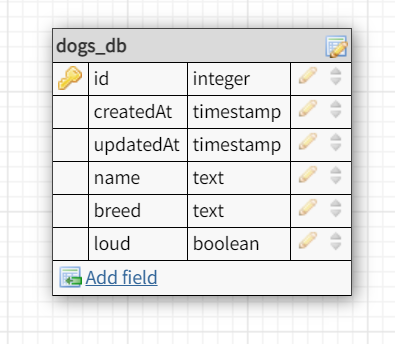 dogs_db
id integer
createdAt timestamp
updatedAt timestamp
name text
breed text
loud boolean
Add field